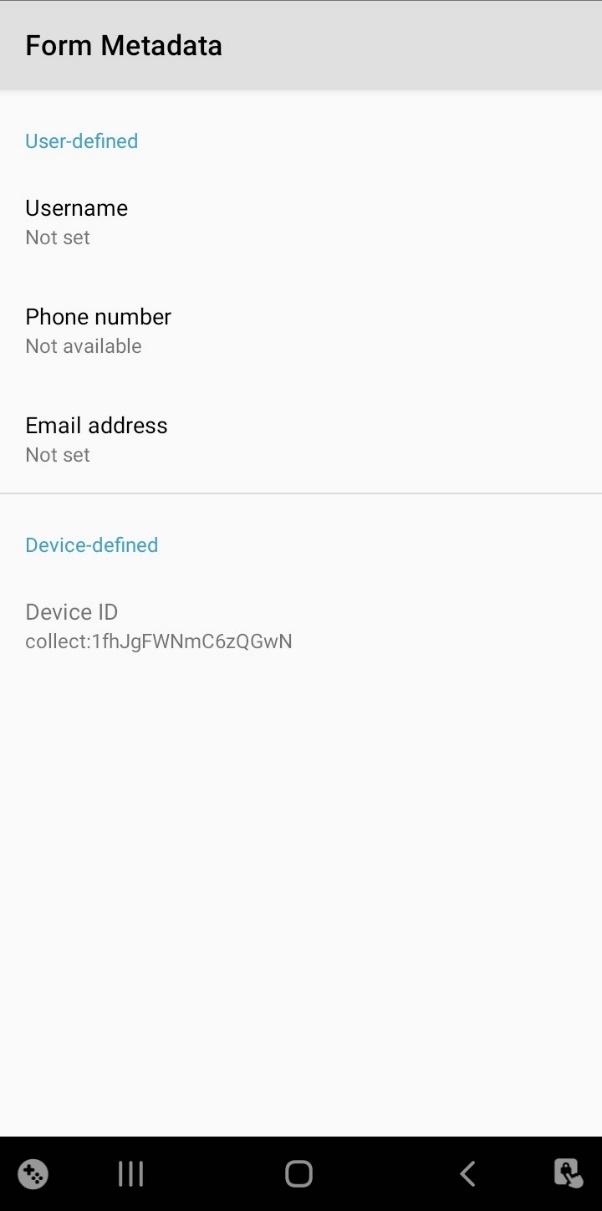 Form Metadata
User-defined
Username
Not set
Phone number
Not available
Email address
Not set
Device-defined
Device ID
collect:1fhJgFWNmC6zQGwN